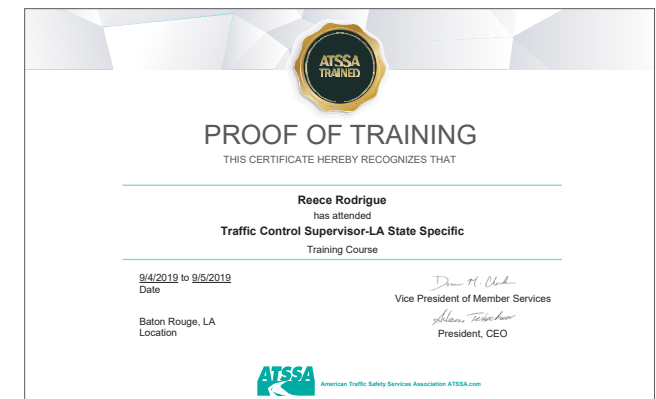 ATSSA
TRAINED
PROOF OF TRAINING
THIS CERTIFICATE HEREBY RECOGNIZES THAT
Reece Rodrigue
has attended
Traffic Control Supervisor-LA State Specific
Training Course
9/4/2019 to 9/5/2019
Date
Vice President of Member Services
Baton Rouge, LA
Location
President, CEO
ATSSA
American Traffic Safety Services Association ATSSA.com